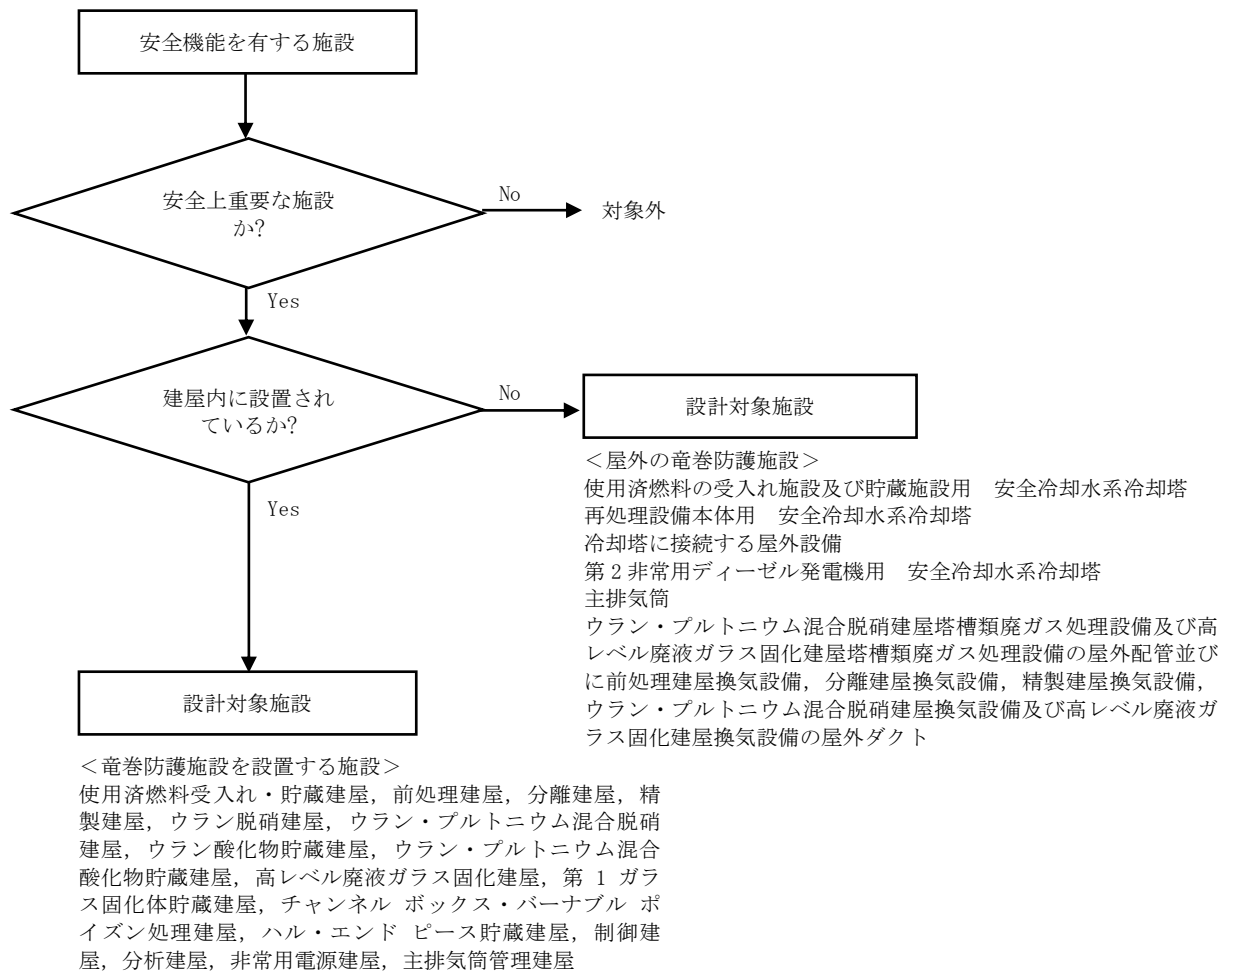 安全機能を有する施設
安全上重要な施設
か?
No
対象外
Yes
建屋内に設置され
ているか?
No
設計対象施設
＜屋外の竜巻防護施設＞
使用済燃料の受入れ施設及び貯蔵施設用　安全冷却水系冷却塔
再処理設備本体用　安全冷却水系冷却塔
冷却塔に接続する屋外設備
第２非常用ディーゼル発電機用　安全冷却水系冷却塔
主排気筒
ウラン・プルトニウム混合脱硝建屋塔槽類廃ガス処理設備及び高
レベル廃液ガラス固化建屋塔槽類廃ガス処理設備の屋外配管並び
に前処理建屋換気設備，分離建屋換気設備，精製建屋換気設備，
ウラン・プルトニウム混合脱硝建屋換気設備及び高レベル廃液ガ
ラス固化建屋換気設備の屋外ダクト
Yes
設計対象施設
＜竜巻防護施設を設置する施設＞
使用済燃料受入れ・貯蔵建屋，前処理建屋，分離建屋，精
製建屋，ウラン脱硝建屋，ウラン・プルトニウム混合脱硝
建屋，ウラン酸化物貯蔵建屋，ウラン・プルトニウム混合
酸化物貯蔵建屋，高レベル廃液ガラス固化建屋，第 1 ガラ
ス固化体貯蔵建屋，チャンネル ボックス・バーナブル ポ
イズン処理建屋，ハル・エンド ピース貯蔵建屋，制御建
屋，分析建屋，非常用電源建屋，主排気筒管理建屋